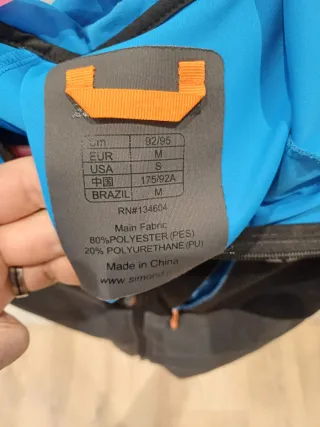 Cm 92/95
EUR M
USA S
中国 175/92A
BRAZIL M
RN#134604
Main Fabric
80%POLYESTER (PES)
20% POLYURETHANE(PU)
Made in China